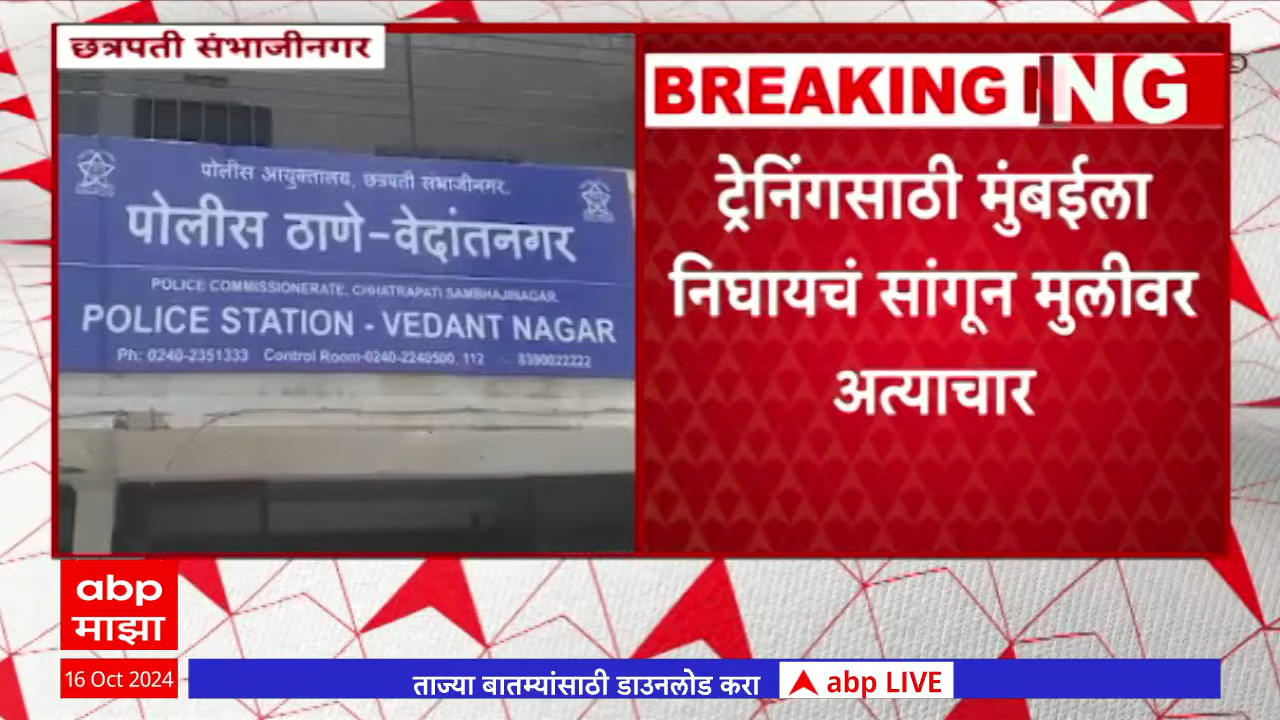 छत्रपती संभाजीनगर
पोलीस आयुक्तालय, छत्रपती संभाजीनगर.
पोलीस ठाणे-वेदांतनगर
POLICE COMMISSIONERATE, CHHATRAPATI SAMBHAJINAGAR.
POLICE STATION - VEDANT NAGAR
Ph: 0240-2351333 Control Room-0240-2240500, 112 8390022222
BREAKING NG
ट्रेनिंगसाठी मुंबईला
निघायचं सांगून मुलीवर
अत्याचार
abp
माझा
16 Oct 2024
ताज्या बातम्यांसाठी डाउनलोड करा abp LIVE